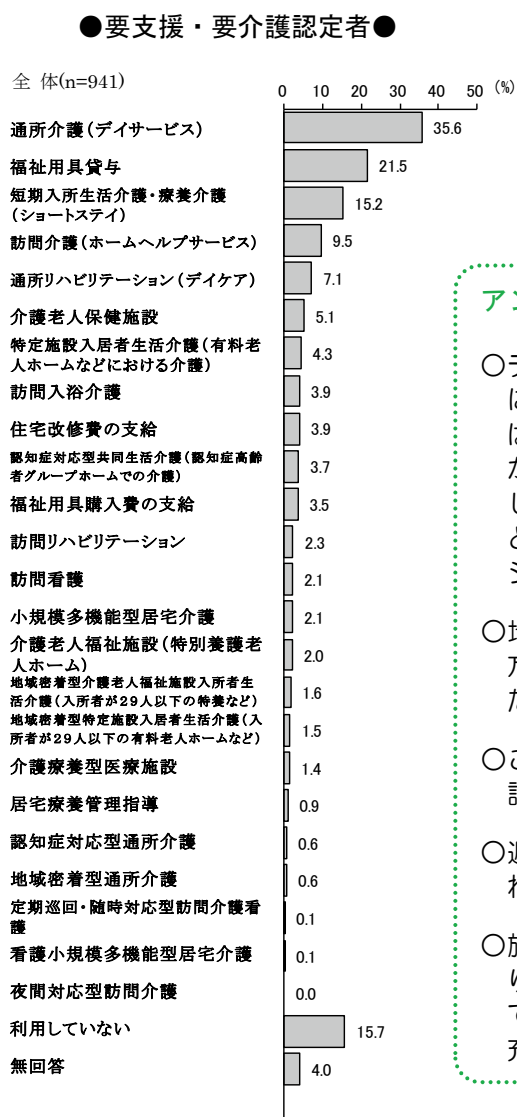 ●要支援・要介護認定者●
全 体(n=941)
0 10 20 30 40 50 (%)
通所介護(デイサービス) 35.6
福祉用具貸与 21.5
短期入所生活介護・療養介護
(ショートステイ) 15.2
訪問介護(ホームヘルプサービス) 9.5
通所リハビリテーション(デイケア) 7.1
介護老人保健施設 5.1
特定施設入居者生活介護(有料老
人ホームなどにおける介護) 4.3
訪問入浴介護 3.9
住宅改修費の支給 3.9
認知症対応型共同生活介護(認知症高齢
者グループホームでの介護) 3.7
福祉用具購入費の支給 3.5
訪問リハビリテーション 2.3
訪問看護 2.1
小規模多機能型居宅介護 2.1
介護老人福祉施設(特別養護老
人ホーム) 2.0
地域密着型介護老人福祉施設入所者生
活介護(入所者が29人以下の特養など) 1.6
地域密着型特定施設入居者生活介護(入
所者が29人以下の有料老人ホームなど) 1.5
介護療養型医療施設 1.4
居宅療養管理指導 0.9
認知症対応型通所介護 0.6
地域密着型通所介護 0.6
定期巡回・随時対応型訪問介護看
護 0.1
看護小規模多機能型居宅介護 0.1
夜間対応型訪問介護 0.0
利用していない 15.7
無回答 4.0
ア
○
に
は
か
し
と
○地
○
○
○施